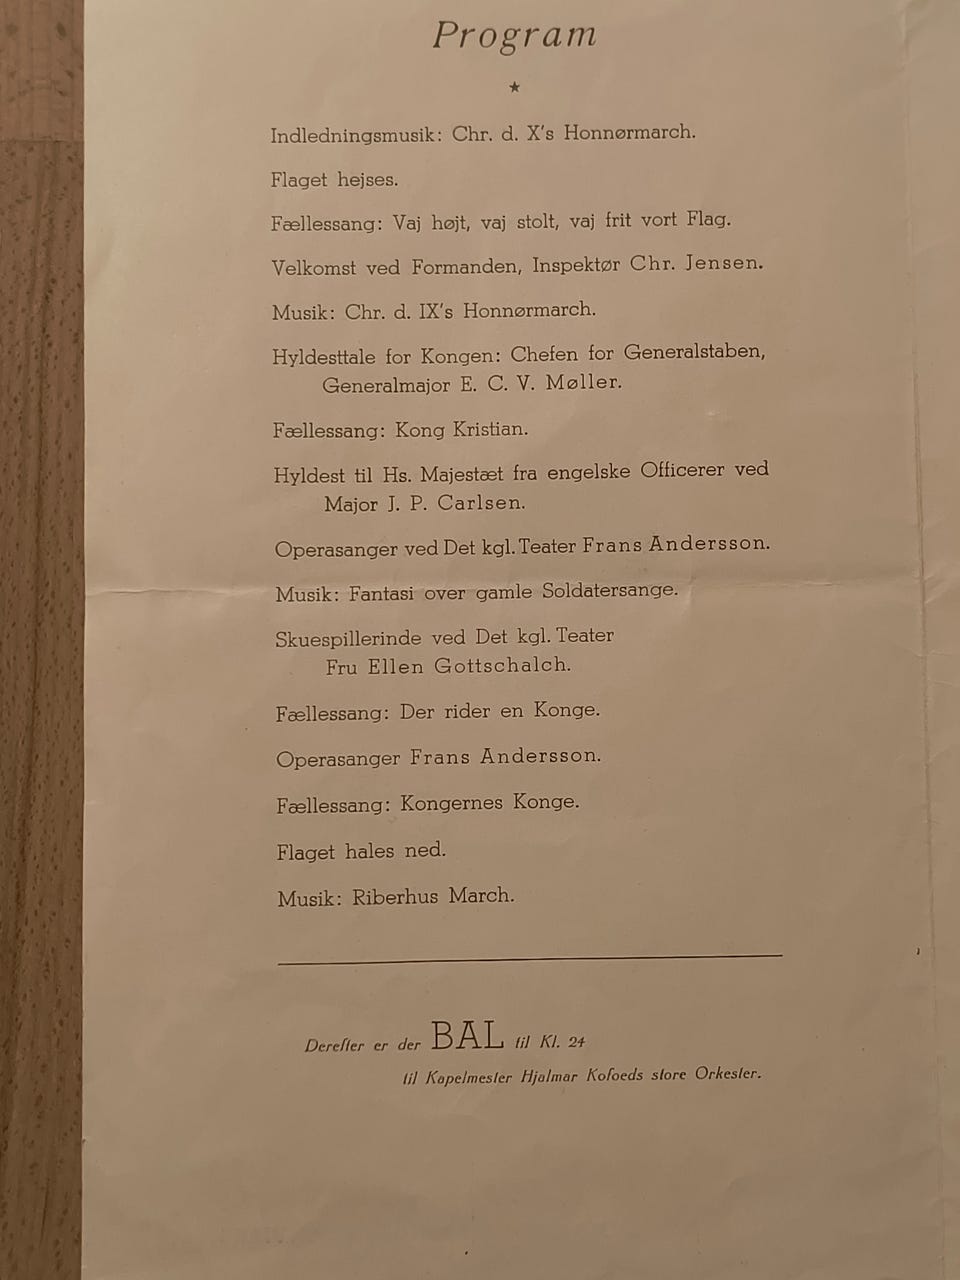 Program
★
Indledningsmusik: Chr. d. X's Honnørmarch.
Flaget hejses.
Fællessang: Vaj højt, vaj stolt, vaj frit vort Flag.
Velkomst ved Formanden, Inspektør Chr. Jensen.
Musik: Chr. d. IX's Honnørmarch.
Hyldesttale for Kongen: Chefen for Generalstaben,
Generalmajor E. C. V. Møller.
Fællessang: Kong Kristian.
Hyldest til Hs. Majestæt fra engelske Officerer ved
Major J. P. Carlsen.
Operasanger ved Det kgl. Teater Frans Andersson.
Musik: Fantasi over gamle Soldatersange.
Skuespillerinde ved Det kgl. Teater
Fru Ellen Gottschalch.
Fællessang: Der rider en Konge.
Operasanger Frans Andersson.
Fællessang: Kongernes Konge.
Flaget hales ned.
Musik: Riberhus March.
Derefter er der BAL til Kl. 24
til Kapelmester Hjalmar Kofoeds store Orkester.